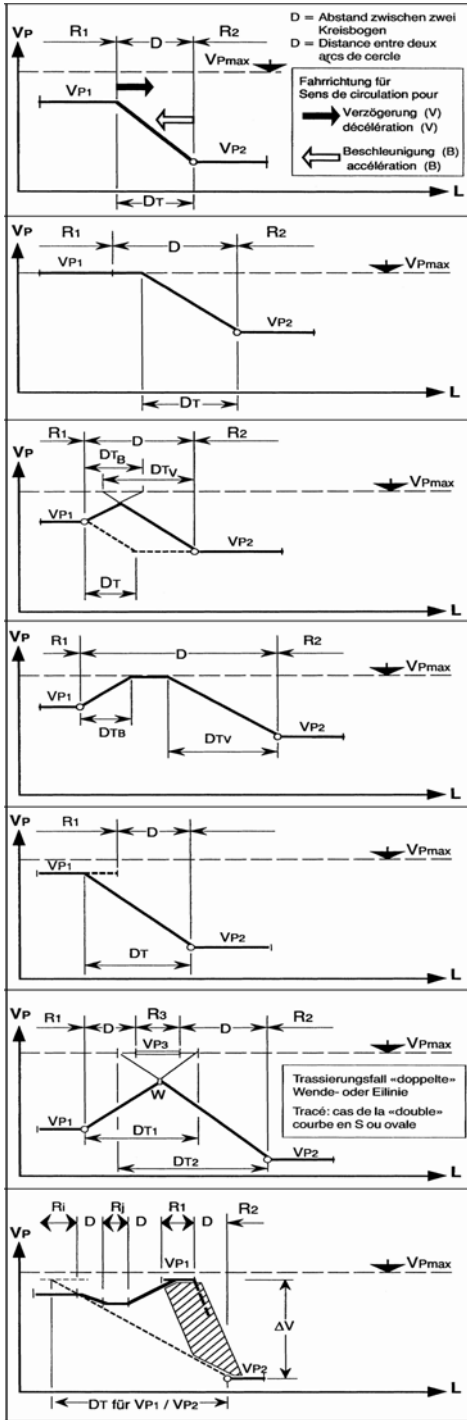 VP R1 D R2
D = Abstand zwischen zwei
Kreisbogen
D = Distance entre deux
arcs de cercle
VPmax
VP1
Fahrrichtung für
Sens de circulation pour
Verzögerung (V)
décélération (V)
Beschleunigung (B)
accélération (B)
VP2
DT
L
VP R1 D R2
VP1
VPmax
VP2
DT
L
R1 D R2
VP
DTB
DTV
VPmax
VP1
VP2
DT
L
VP R1 D R2
VPmax
VP1
VP2
DTB
DTV
L
VP R1 D
VPmax
VP1
VP2
DT
L
VP R1 D R3 D R2
VP3
VPmax
W
VP1
Trassierungsfall «doppelte»
Wende- oder Eilinie
Tracé: cas de la «double»
courbe en S ou ovale
DT1
DT2
VP2
L
Ri D Rj D R1 D R2
VP
VP1
VPmax
ΔV
VP2
DT für VP1 / VP2
L